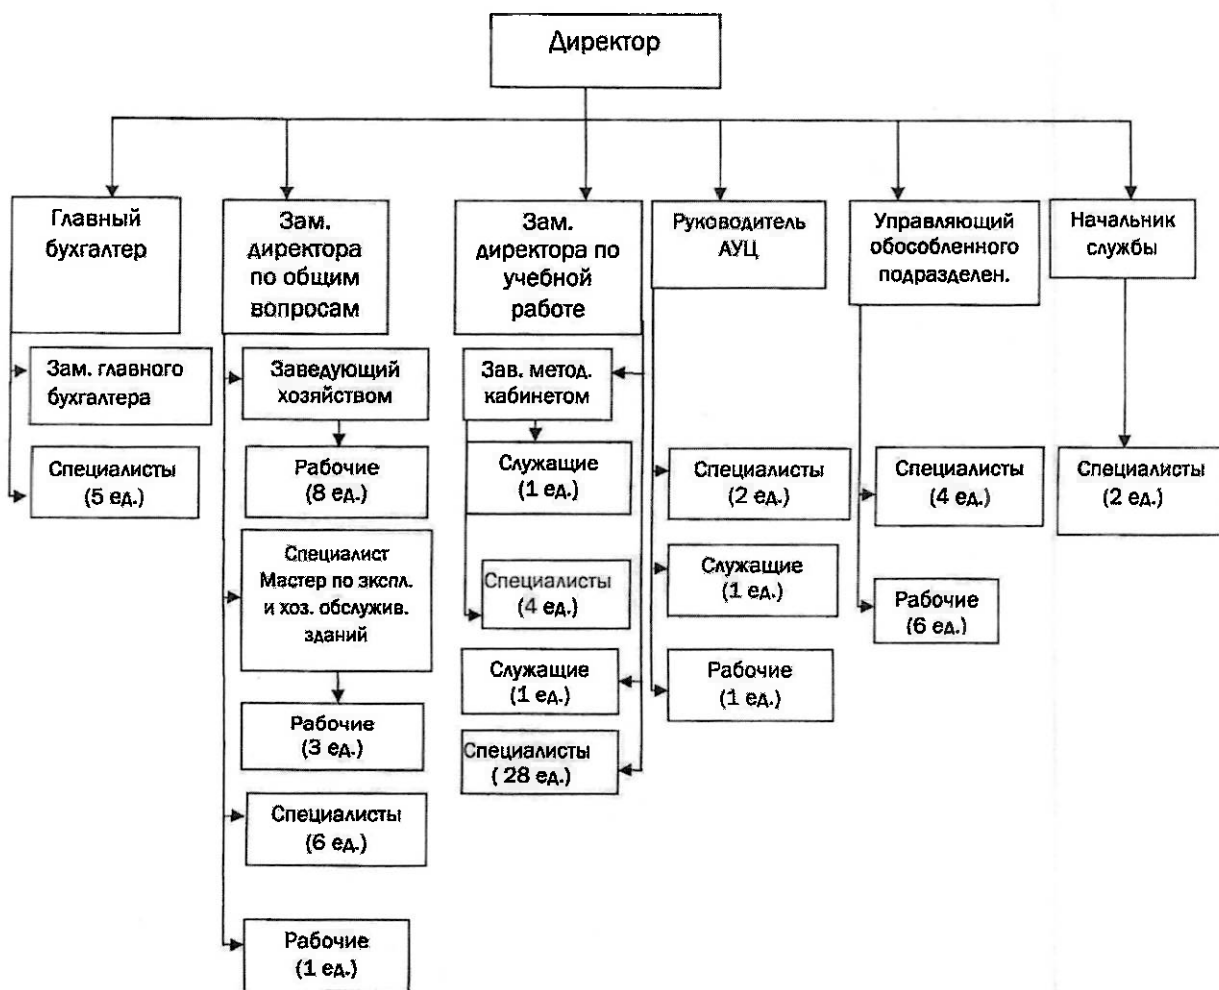 Директор
Главный
бухгалтер
Зам.
директора
по общим
вопросам
Зам.
директора по
учебной
работе
Руководитель
АУЦ
Управляющий
обособленного
подразделен.
Начальник
службы
Зам. главного
бухгалтера
Специалисты
(5 ед.)
Заведующий
хозяйством
Рабочие
(8 ед.)
Специалист
Мастер по экспл.
и хоз. обслужив.
зданий
Рабочие
(3 ед.)
Специалисты
(6 ед.)
Рабочие
(1 ед.)
Зав. метод.
кабинетом
Служащие
(1 ед.)
Специалисты
(4 ед.)
Служащие
(1 ед.)
Специалисты
( 28 ед.)
Специалисты
(2 ед.)
Служащие
(1 ед.)
Рабочие
(1 ед.)
Специалисты
(4 ед.)
Рабочие
(6 ед.)
Специалисты
(2 ед.)